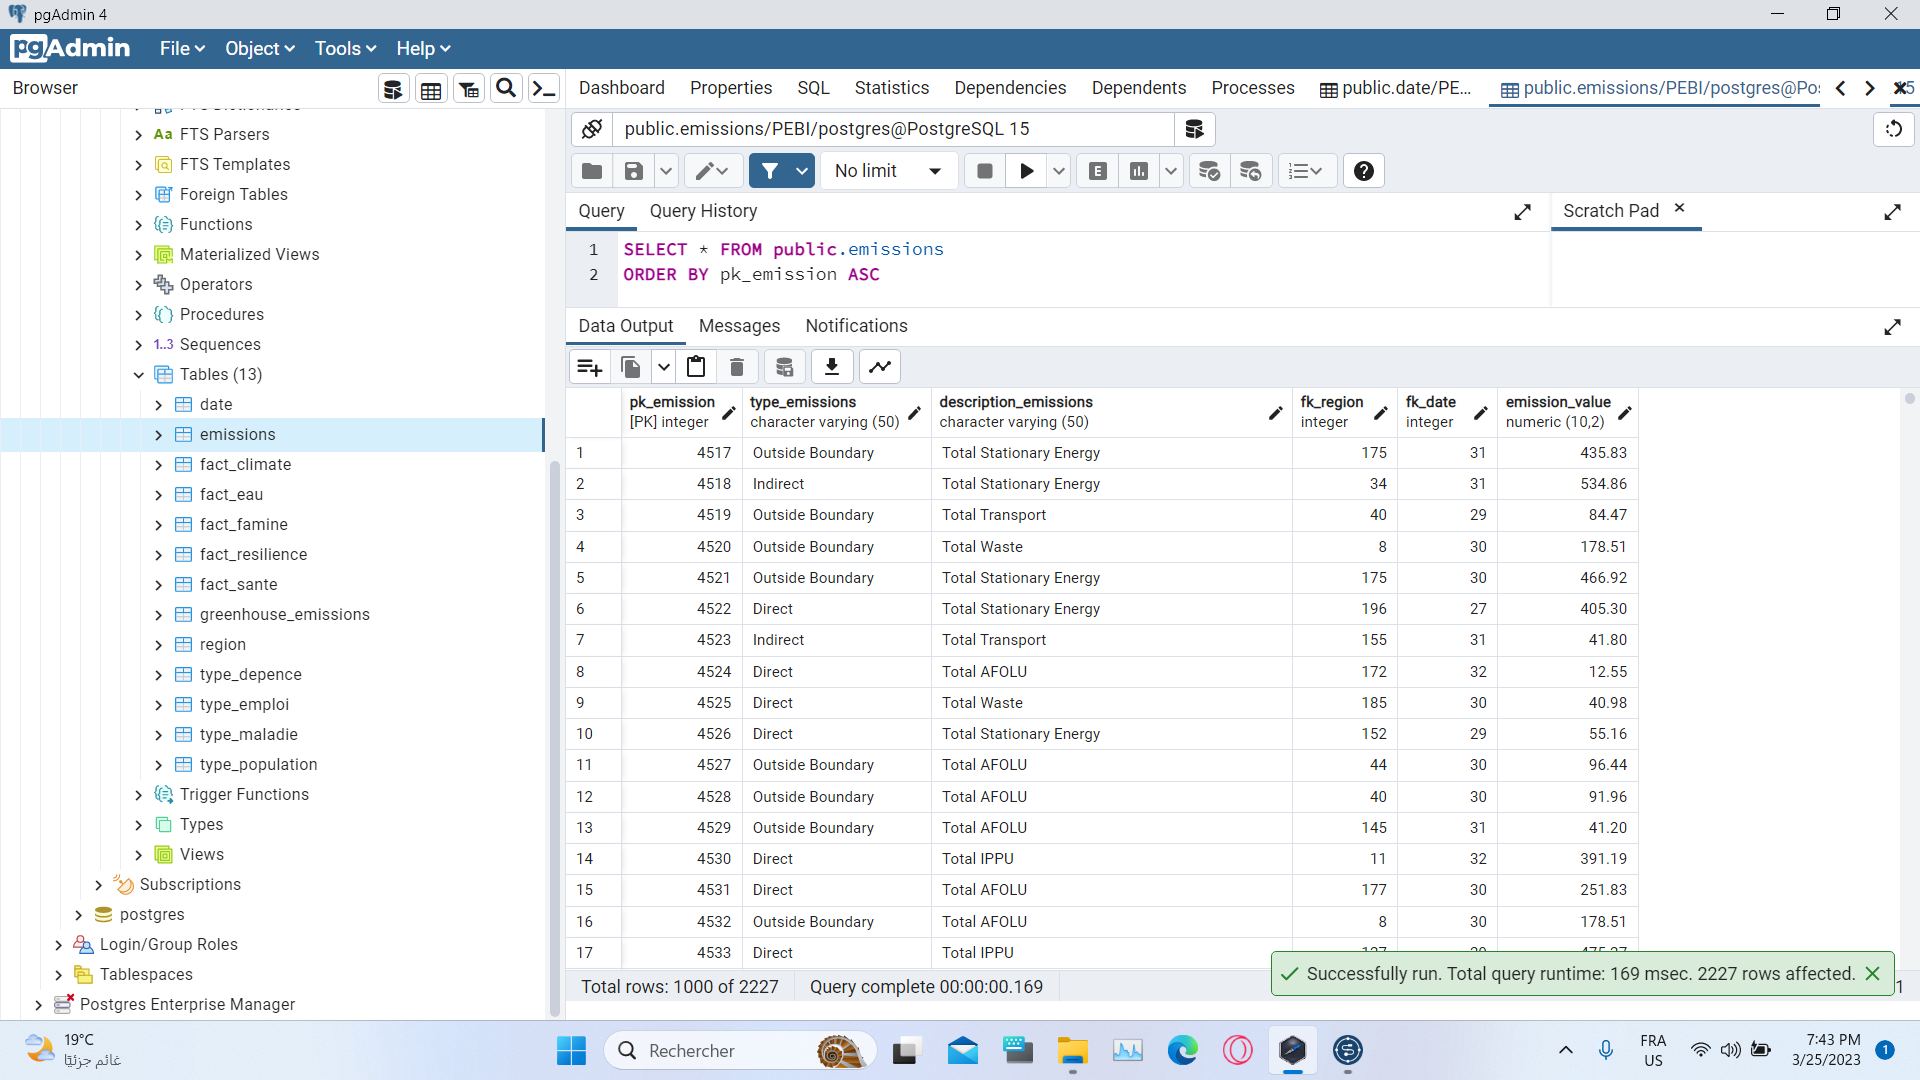 pgAdmin 4
pgAdmin File Object Tools Help
Browser
Dashboard Properties SQL Statistics Dependencies Dependents Processes public.date/PE... public.emissions/PEBI/postgres@Po
FTS Parsers
FTS Templates
Foreign Tables
Functions
Materialized Views
Operators
Procedures
1..3 Sequences
Tables (13)
date
emissions
fact_climate
fact_eau
fact_famine
fact_resilience
fact_sante
greenhouse_emissions
region
type_depence
type_emploi
type_maladie
type_population
Trigger Functions
Types
Views
Subscriptions
postgres
Login/Group Roles
Tablespaces
Postgres Enterprise Manager
public.emissions/PEBI/postgres@PostgreSQL 15
No limit
Query Query History
Scratch Pad
1 SELECT * FROM public.emissions
2 ORDER BY pk_emission ASC
Data Output Messages Notifications
pk_emission type_emissions description_emissions fk_region fk_date emission_value
[PK] integer character varying (50) character varying (50) integer integer numeric (10,2)
1 4517 Outside Boundary Total Stationary Energy 175 31 435.83
2 4518 Indirect Total Stationary Energy 34 31 534.86
3 4519 Outside Boundary Total Transport 40 29 84.47
4 4520 Outside Boundary Total Waste 8 30 178.51
5 4521 Outside Boundary Total Stationary Energy 175 30 466.92
6 4522 Direct Total Stationary Energy 196 27 405.30
7 4523 Indirect Total Transport 155 31 41.80
8 4524 Direct Total AFOLU 172 32 12.55
9 4525 Direct Total Waste 185 30 40.98
10 4526 Direct Total Stationary Energy 152 29 55.16
11 4527 Outside Boundary Total AFOLU 44 30 96.44
12 4528 Outside Boundary Total AFOLU 40 30 91.96
13 4529 Outside Boundary Total AFOLU 145 31 41.20
14 4530 Direct Total IPPU 11 32 391.19
15 4531 Direct Total AFOLU 177 30 251.83
16 4532 Outside Boundary Total AFOLU 8 30 178.51
17 4533 Direct Total IPPU
Successfully run. Total query runtime: 169 msec. 2227 rows affected.
Total rows: 1000 of 2227 Query complete 00:00:00.169
19°C
غائم جزئيًا
Rechercher
FRA
US
7:43 PM
3/25/2023
1